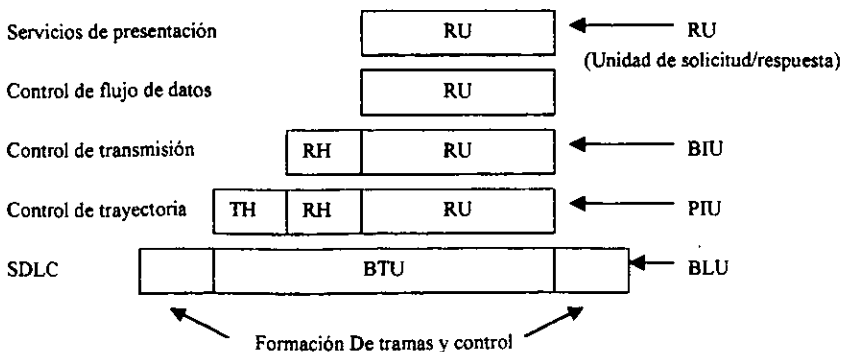 Servicios de presentación RU RU
(Unidad de solicitud/respuesta)
Control de flujo de datos RU
Control de transmisión RH RU BIU
Control de trayectoria TH RH RU PIU
SDLC BTU BLU
Formación De tramas y control